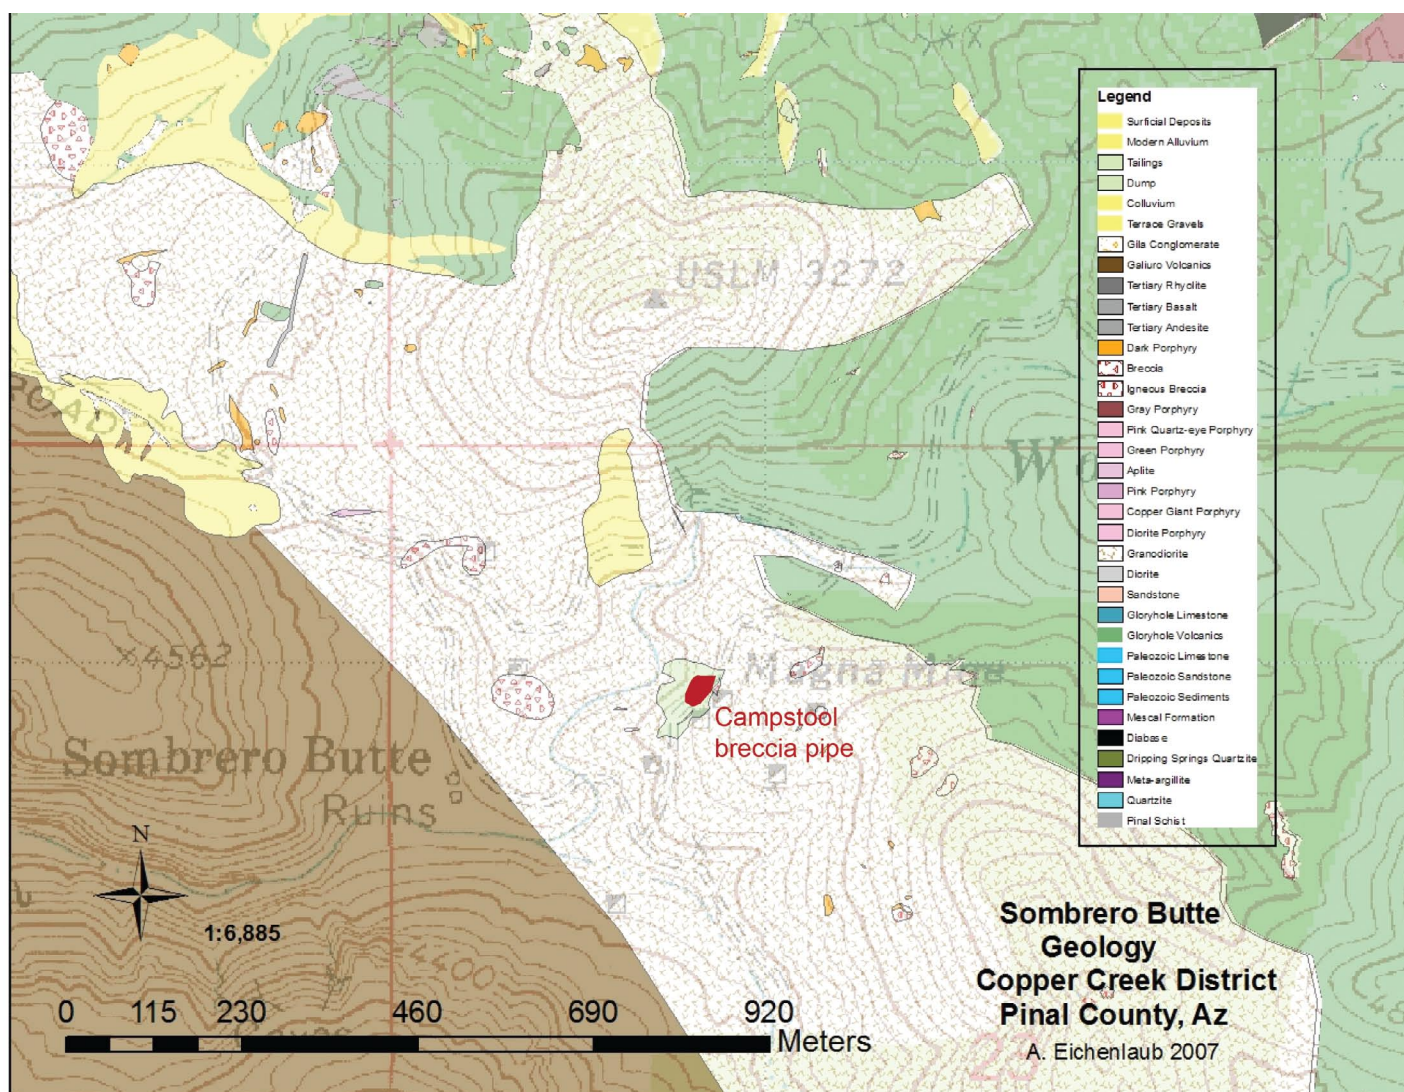 USLM 3272
×4562
Magna M
Campstool
breccia pipe
Sombrero Butte
Ruins
N
1:6,885
4400
0 115 230 460 690 920
Meters
23
Legend
Surficial Deposits
Modern Alluvium
Tailings
Dump
Colluvium
Terrace Gravels
Gila Conglomerate
Galiuro Volcanics
Tertiary Rhyolite
Tertiary Basalt
Tertiary Andesite
Dark Porphyry
Breccia
Igneous Breccia
Gray Porphyry
Pink Quartz-eye Porphyry
Green Porphyry
Aplite
Pink Porphyry
Copper Giant Porphyry
Diorite Porphyry
Granodiorite
Diorite
Sandstone
Gloryhole Limestone
Gloryhole Volcanics
Paleozoic Limestone
Paleozoic Sandstone
Paleozoic Sediments
Mescal Formation
Diabase
Dripping Springs Quartzite
Meta-argillite
Quartzite
Pinal Schist
Sombrero Butte
Geology
Copper Creek District
Pinal County, Az
A. Eichenlaub 2007